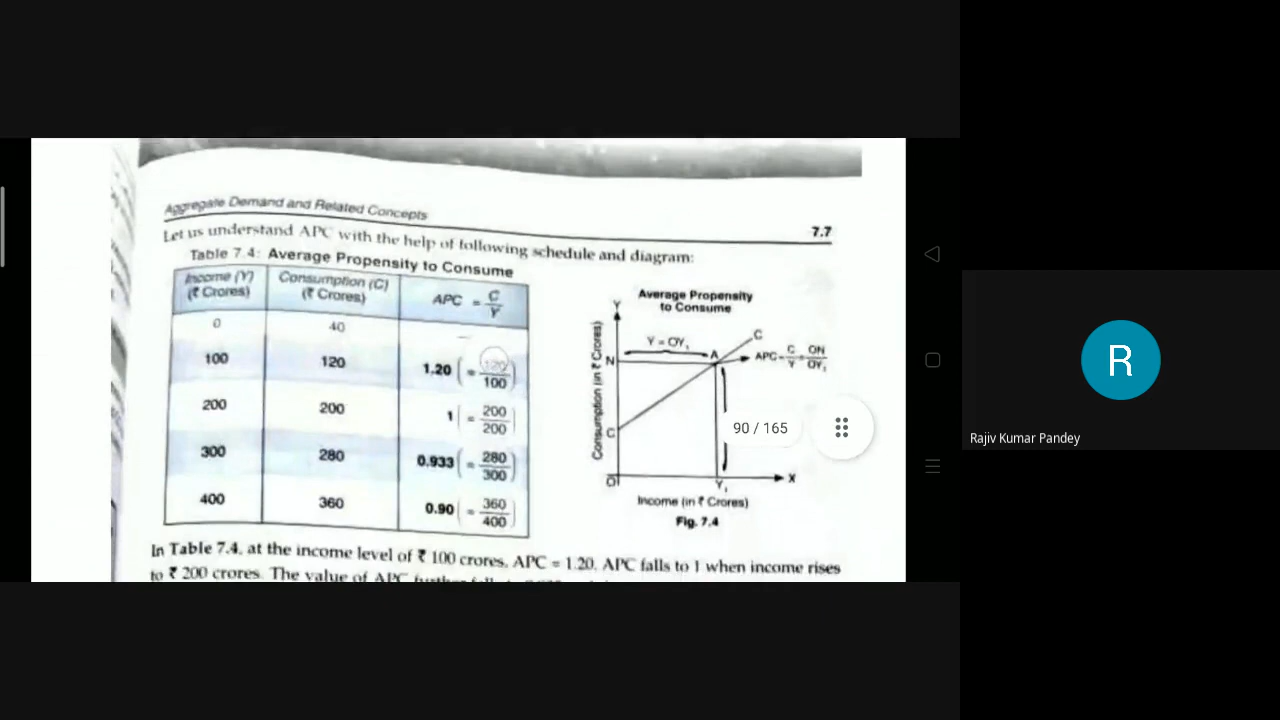 Aggregate Demand and Related Concepts
7.7
Let us understand APC with the help of following schedule and diagram:
Table 7.4: Average Propensity to Consume
Income (Y) (₹ Crores) Consumption (C) (₹ Crores) APC = C/Y
0 40 —
100 120 1.20 (= 120/100)
200 200 1 (= 200/200)
300 280 0.933 (= 280/300)
400 360 0.90 (= 360/400)
Average Propensity
to Consume
Y
C
Y = OY₁
N
A
APC = C/Y = ON/OY₁
C
O
Y₁
X
Consumption (in ₹ Crores)
Income (in ₹ Crores)
Fig. 7.4
90 / 165
In Table 7.4, at the income level of ₹ 100 crores, APC = 1.20. APC falls to 1 when income rises
to ₹ 200 crores. The value of APC further
R
Rajiv Kumar Pandey